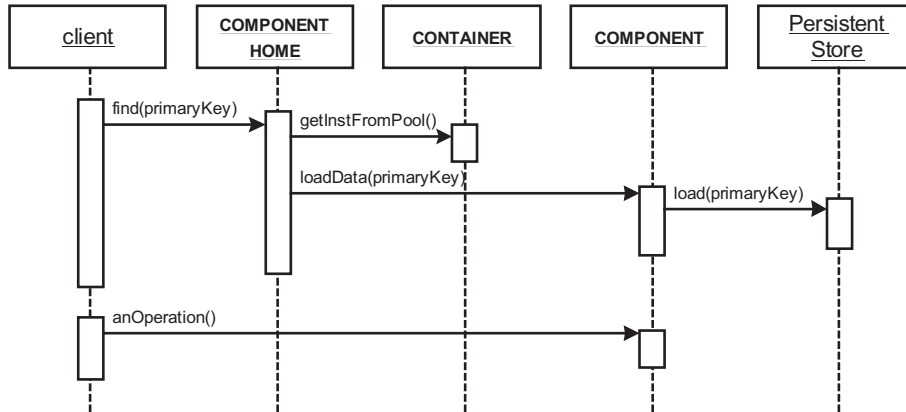 client
COMPONENT
HOME
CONTAINER
COMPONENT
Persistent
Store
find(primaryKey)
getInstFromPool()
loadData(primaryKey)
load(primaryKey)
anOperation()